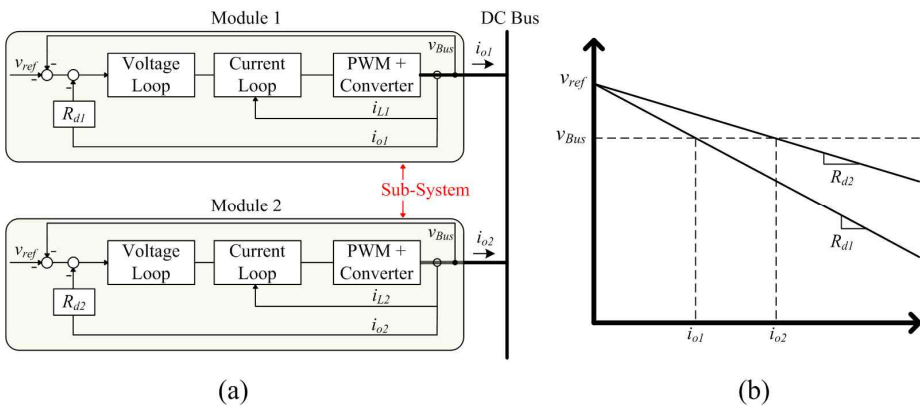 Module 1
DC Bus
v_ref
Voltage Loop
Current Loop
PWM + Converter
v_Bus
i_o1
R_d1
i_L1
i_o1
Sub-System
Module 2
v_ref
Voltage Loop
Current Loop
PWM + Converter
v_Bus
i_o2
R_d2
i_L2
i_o2
(a)
v_ref
v_Bus
R_d2
R_d1
i_o1
i_o2
(b)